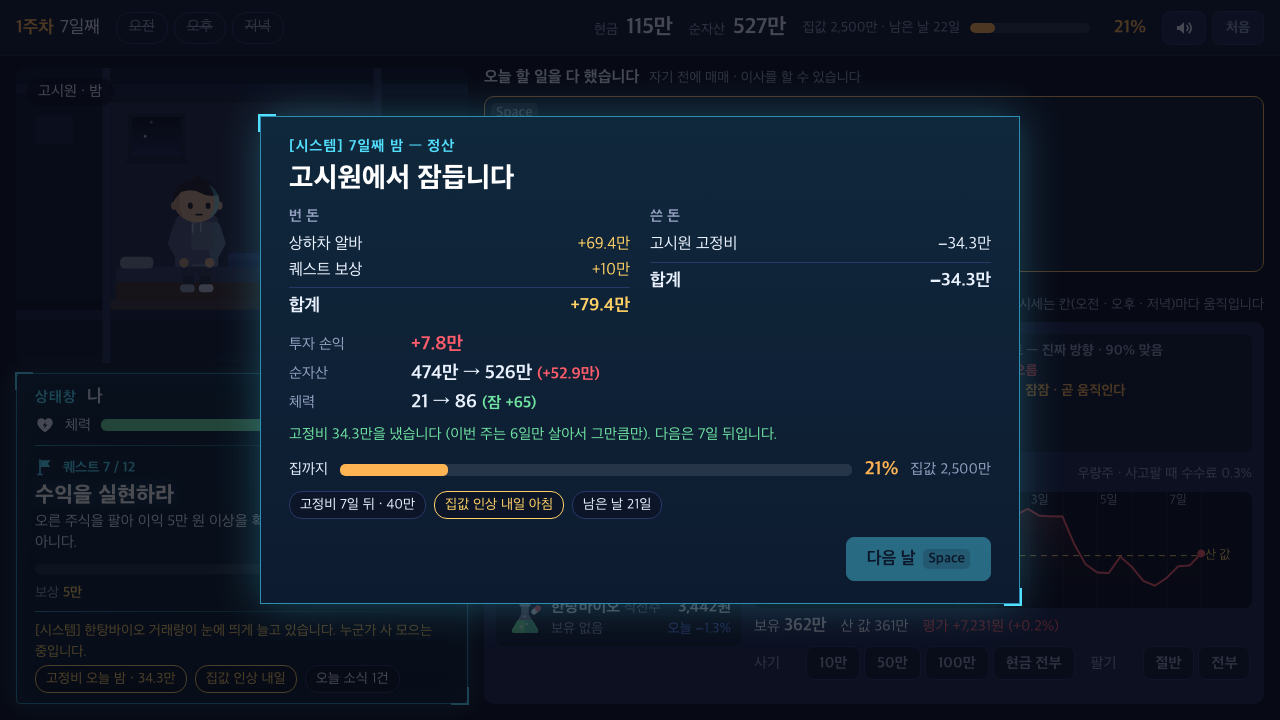 1주차 7일째 오전 오후 저녁 현금 115만 순자산 527만 집값 2,500만 · 남은 날 22일 21% 처음
고시원 · 밤
오늘 할 일을 다 했습니다 자기 전에 매매 · 이사를 할 수 있습니다
Space
[시스템] 7일째 밤 — 정산
고시원에서 잠듭니다
번 돈
상하차 알바 +69.4만
퀘스트 보상 +10만
합계 +79.4만
쓴 돈
고시원 고정비 −34.3만
합계 −34.3만
투자 손익 +7.8만
순자산 474만 → 526만 (+52.9만)
체력 21 → 86 (잠 +65)
고정비 34.3만을 냈습니다 (이번 주는 6일만 살아서 그만큼만). 다음은 7일 뒤입니다.
집까지 21% 집값 2,500만
고정비 7일 뒤 · 40만 집값 인상 내일 아침 남은 날 21일
다음 날 Space
시세는 칸(오전 · 오후 · 저녁)마다 움직입니다
— 진짜 방향 · 90% 맞음
잠잠 · 곧 움직인다
우량주 · 사고팔 때 수수료 0.3%
3일 5일 7일
산 값
상태창 나
체력
퀘스트 7 / 12
수익을 실현하라
오른 주식을 팔아 이익 5만 원 이상을
아니다.
보상 5만
[시스템] 한탕바이오 거래량이 눈에 띄게 늘고 있습니다. 누군가 사 모으는
중입니다.
고정비 오늘 밤 · 34.3만 집값 인상 내일 오늘 소식 1건
한탕바이오 작전주 3,442원
보유 없음 오늘 −1.3%
보유 362만 산 값 361만 평가 +7,231원 (+0.2%)
사기 10만 50만 100만 현금 전부 팔기 절반 전부